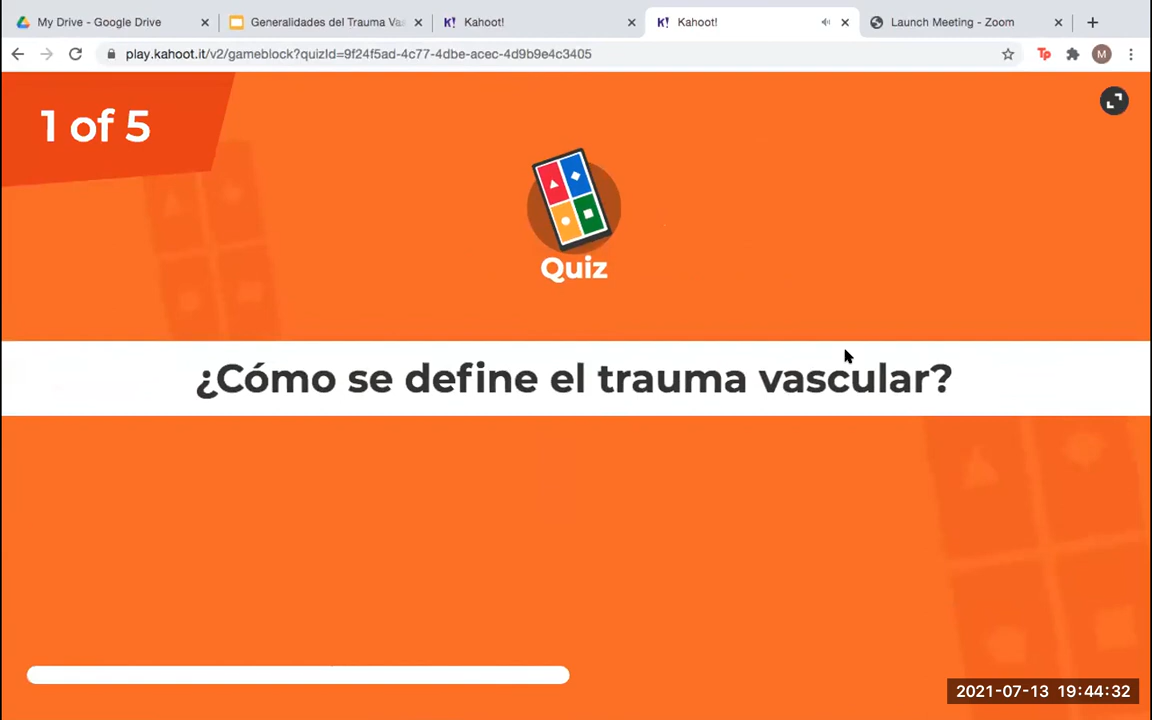 My Drive - Google Drive
Generalidades del Trauma Va
Kahoot!
Kahoot!
Launch Meeting - Zoom
play.kahoot.it/v2/gameblock?quizId=9f24f5ad-4c77-4dbe-acec-4d9b9e4c3405
Tp
M
1 of 5
Quiz
¿Cómo se define el trauma vascular?
2021-07-13 19:44:32